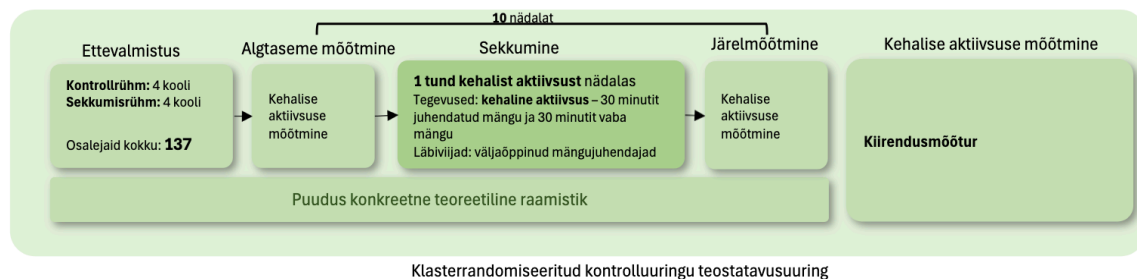 10 nädalat
Ettevalmistus
Algtaseme mõõtmine
Sekkumine
Järelmõõtmine
Kehalise aktiivsuse mõõtmine
Kontrollrühm: 4 kooli
Sekkumisrühm: 4 kooli
Osalejaid kokku: 137
Kehalise
aktiivsuse
mõõtmine
1 tund kehalist aktiivsust nädalas
Tegevused: kehaline aktiivsus – 30 minutit
juhendatud mängu ja 30 minutit vaba
mängu
Läbiviijad: väljaõppinud mängujuhendajad
Kehalise
aktiivsuse
mõõtmine
Kiirendusmõõtur
Puudus konkreetne teoreetiline raamistik
Klasterrandomiseeritud kontrolluuringu teostatavusuuring